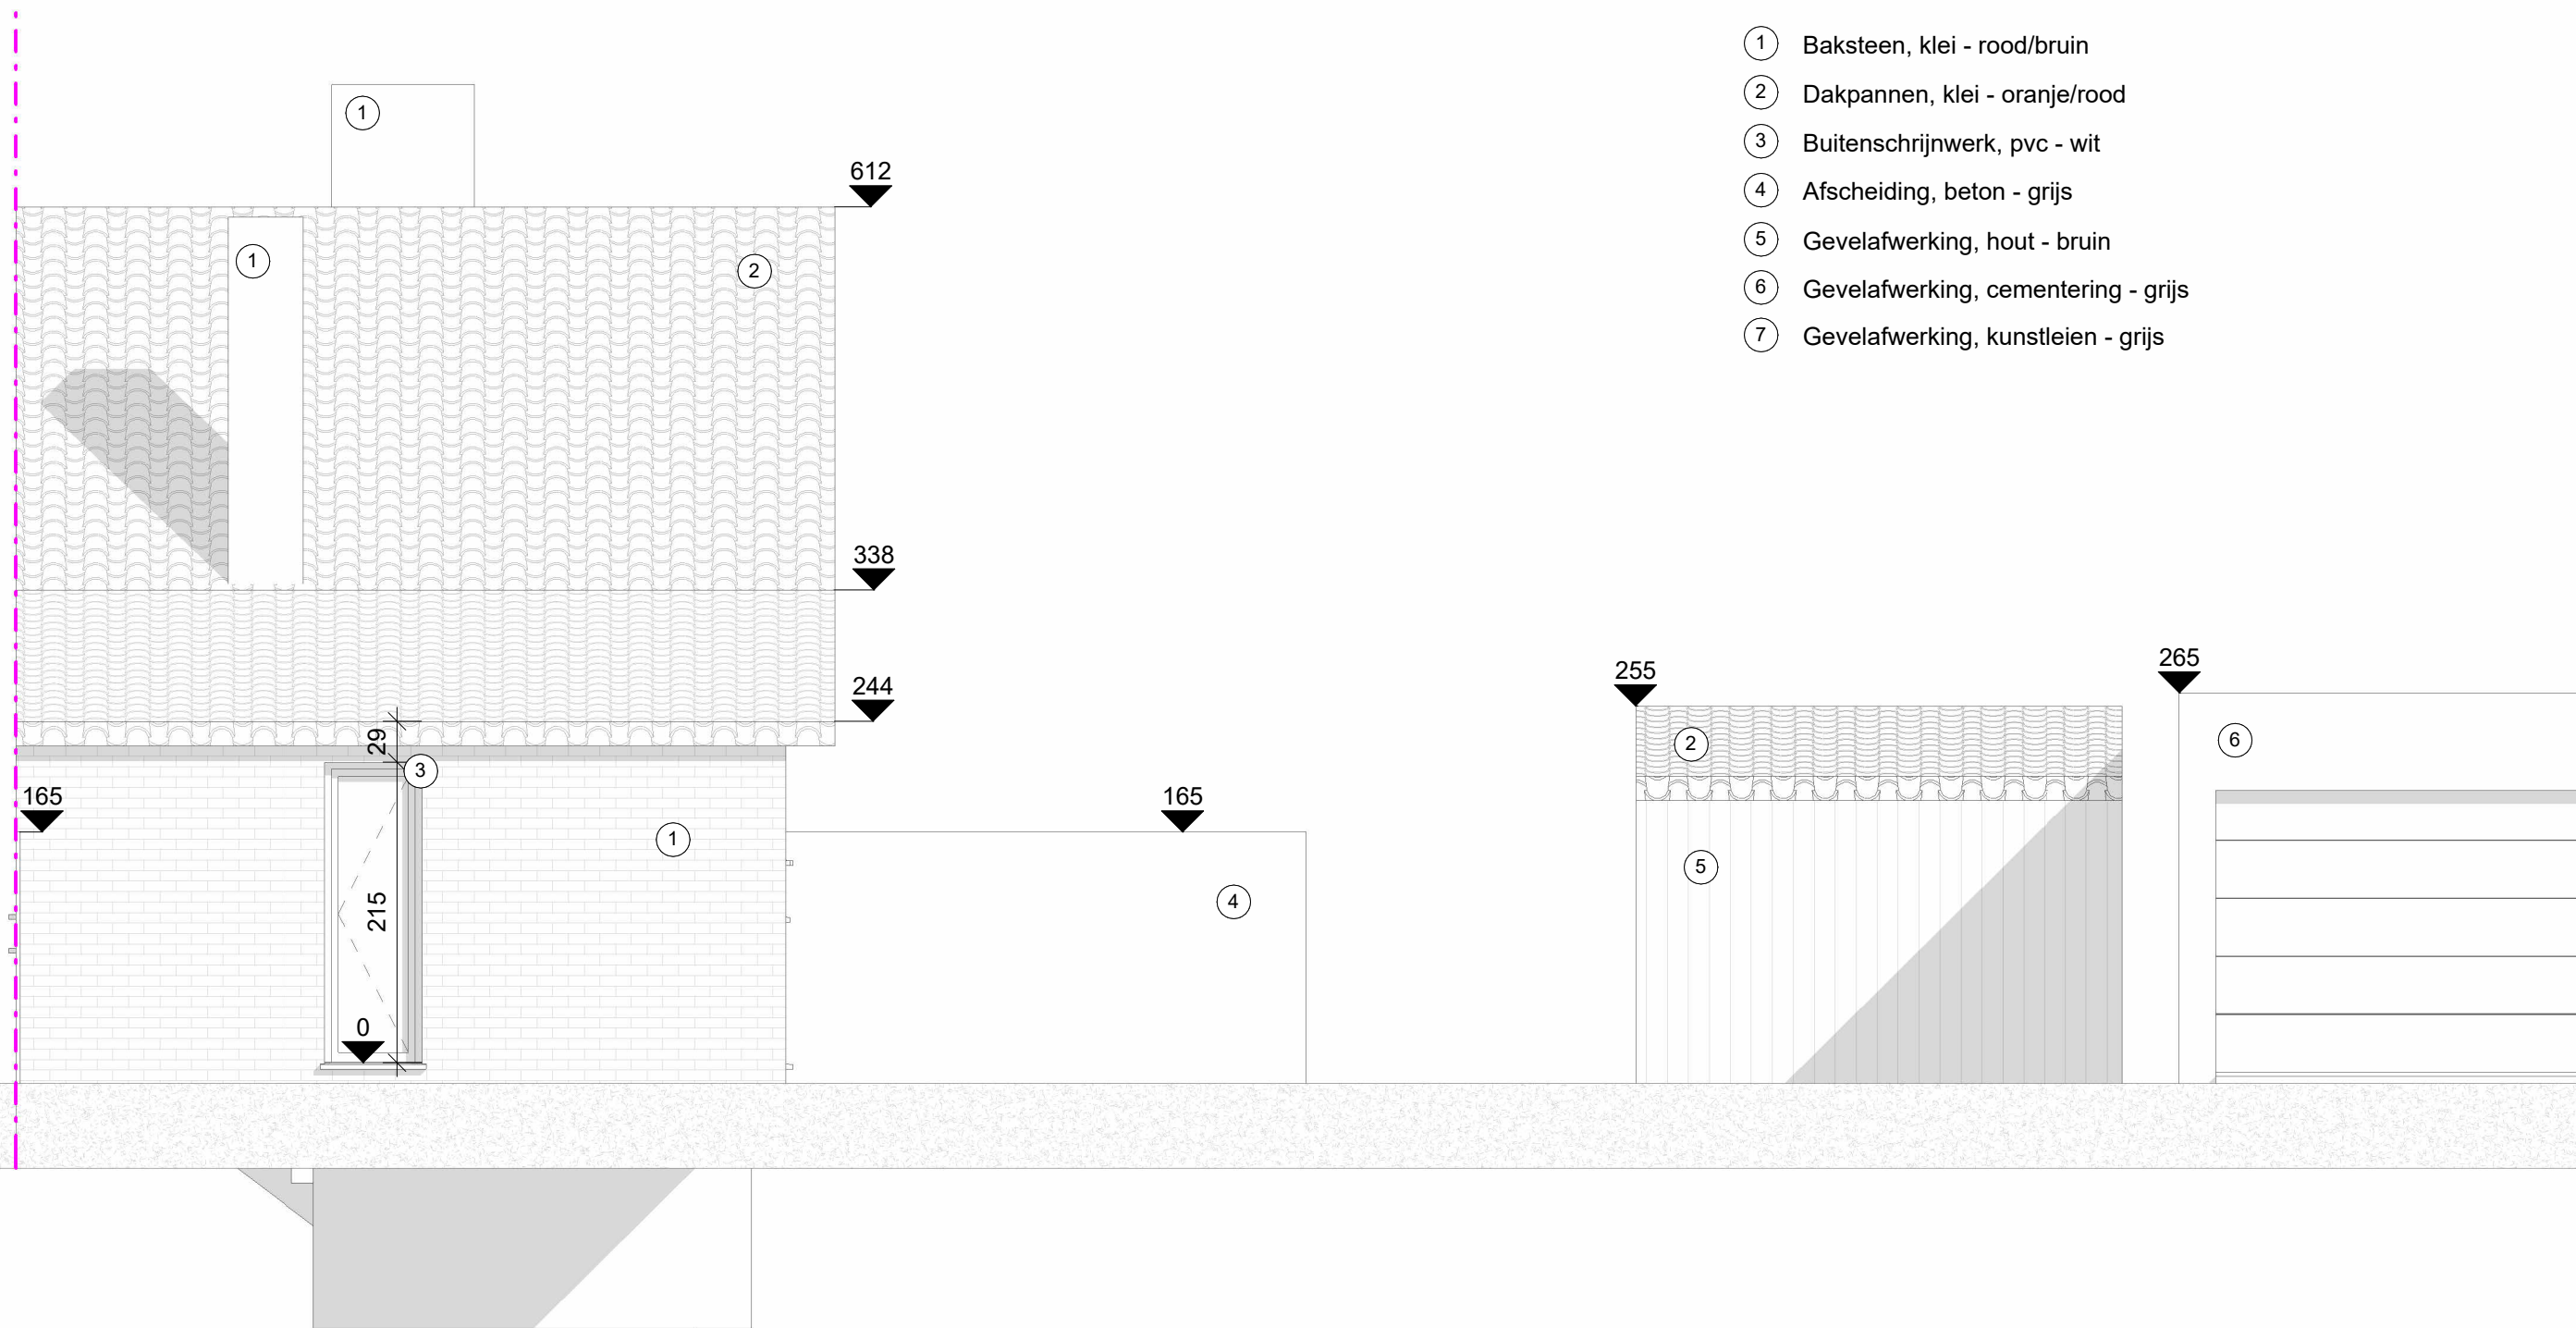 1 Baksteen, klei - rood/bruin
2 Dakpannen, klei - oranje/rood
3 Buitenschrijnwerk, pvc - wit
4 Afscheiding, beton - grijs
5 Gevelafwerking, hout - bruin
6 Gevelafwerking, cementering - grijs
7 Gevelafwerking, kunstleien - grijs
1
612
1
2
338
255
265
244
29
3
2
6
165
165
1
5
4
215
0